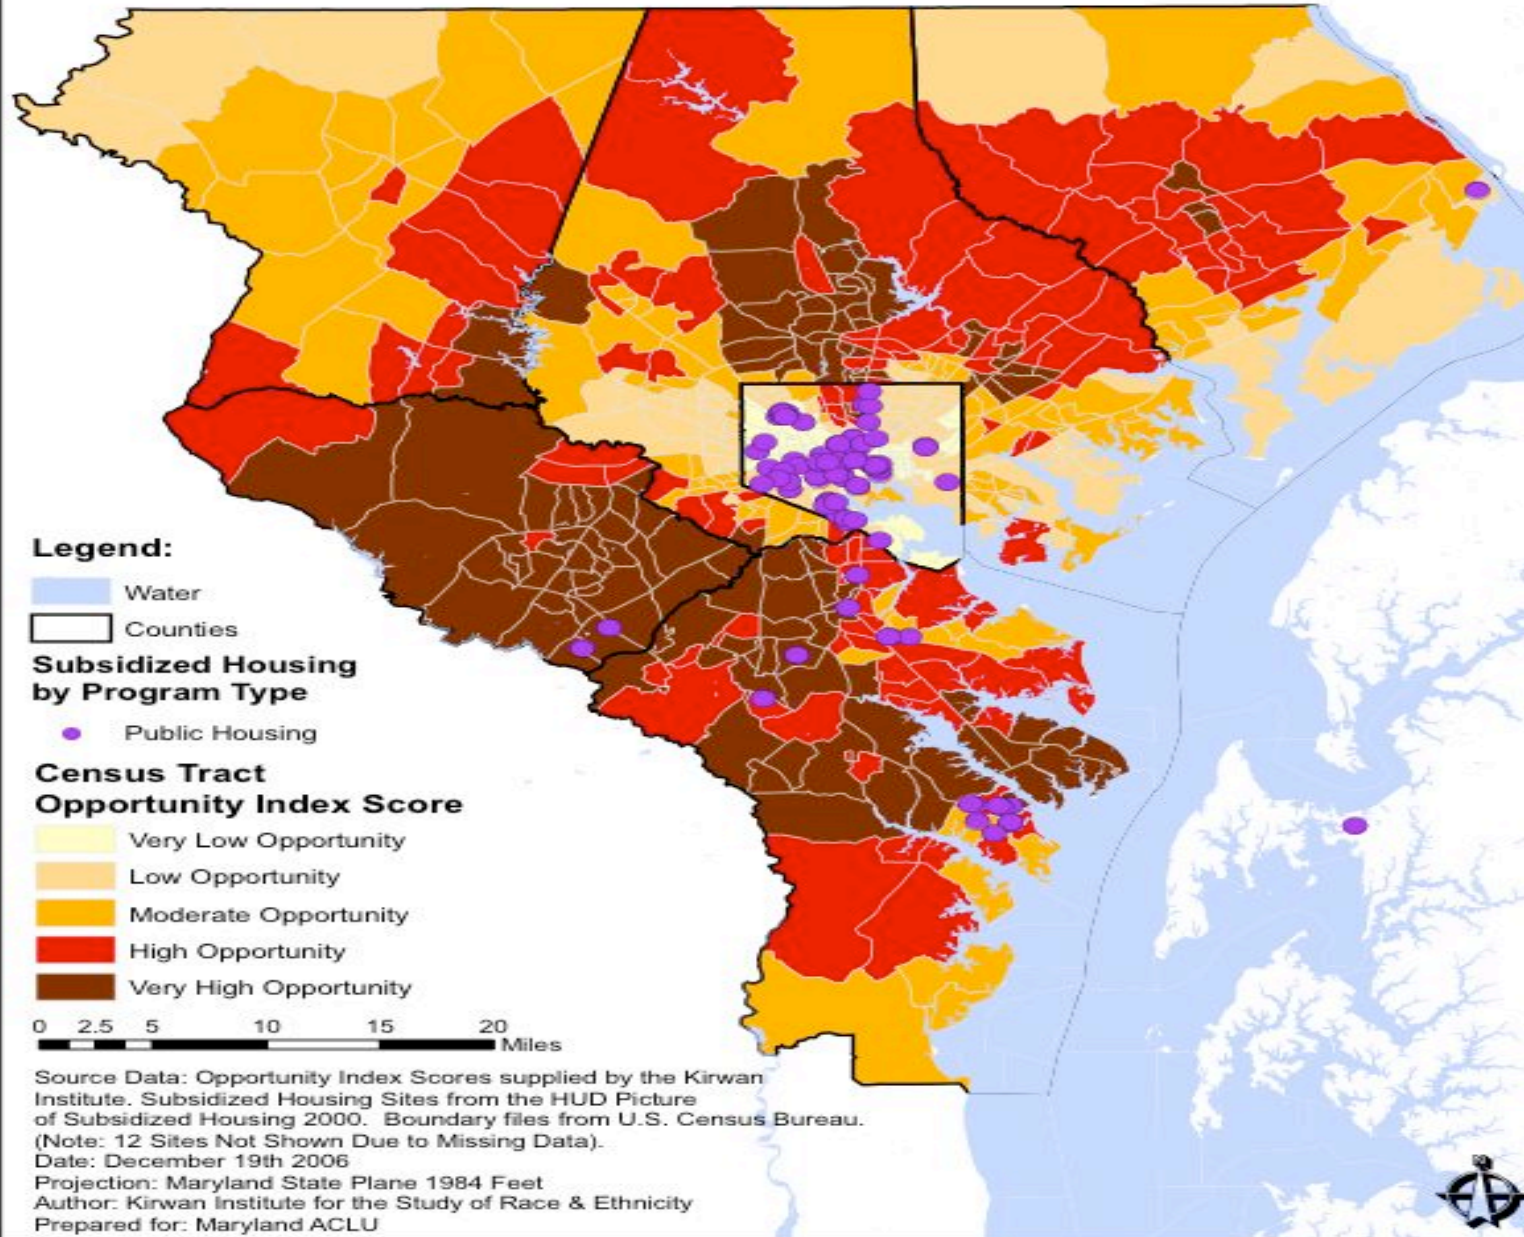 Legend:
Water
Counties
Subsidized Housing
by Program Type
Public Housing
Census Tract
Opportunity Index Score
Very Low Opportunity
Low Opportunity
Moderate Opportunity
High Opportunity
Very High Opportunity
0 2.5 5 10 15 20
Miles
Source Data: Opportunity Index Scores supplied by the Kirwan
Institute. Subsidized Housing Sites from the HUD Picture
of Subsidized Housing 2000. Boundary files from U.S. Census Bureau.
(Note: 12 Sites Not Shown Due to Missing Data).
Date: December 19th 2006
Projection: Maryland State Plane 1984 Feet
Author: Kirwan Institute for the Study of Race & Ethnicity
Prepared for: Maryland ACLU